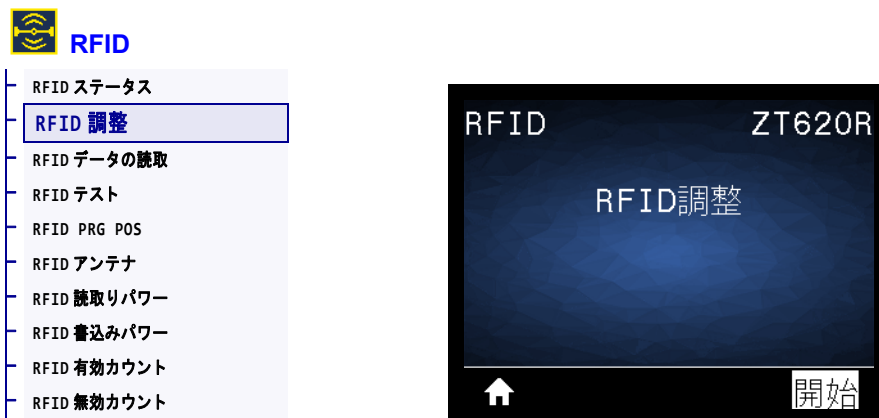 RFID
RFID ステータス
RFID 調整
RFID データの読取
RFID テスト
RFID PRG POS
RFID アンテナ
RFID 読取りパワー
RFID 書込みパワー
RFID 有効カウント
RFID 無効カウント
RFID ZT620R
RFID調整
開始